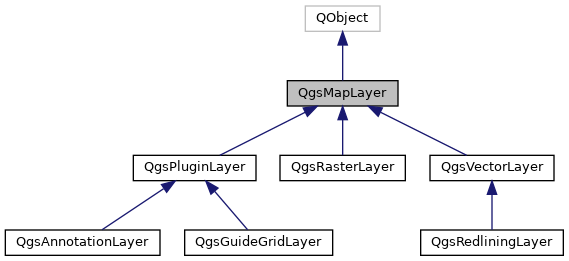 QObject
QgsMapLayer
QgsPluginLayer
QgsRasterLayer
QgsVectorLayer
QgsAnnotationLayer
QgsGuideGridLayer
QgsRedliningLayer